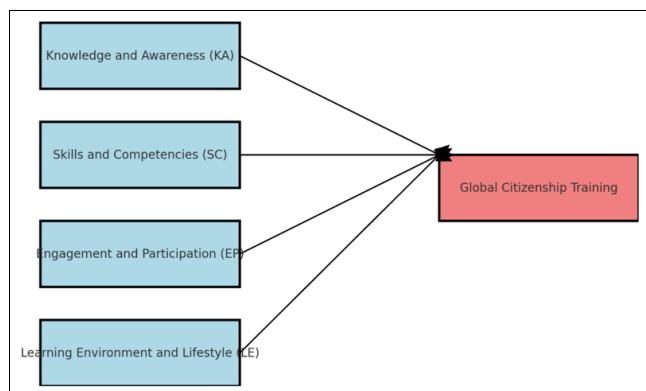 Knowledge and Awareness (KA)
Skills and Competencies (SC)
Global Citizenship Training
Engagement and Participation (EP)
Learning Environment and Lifestyle (LE)